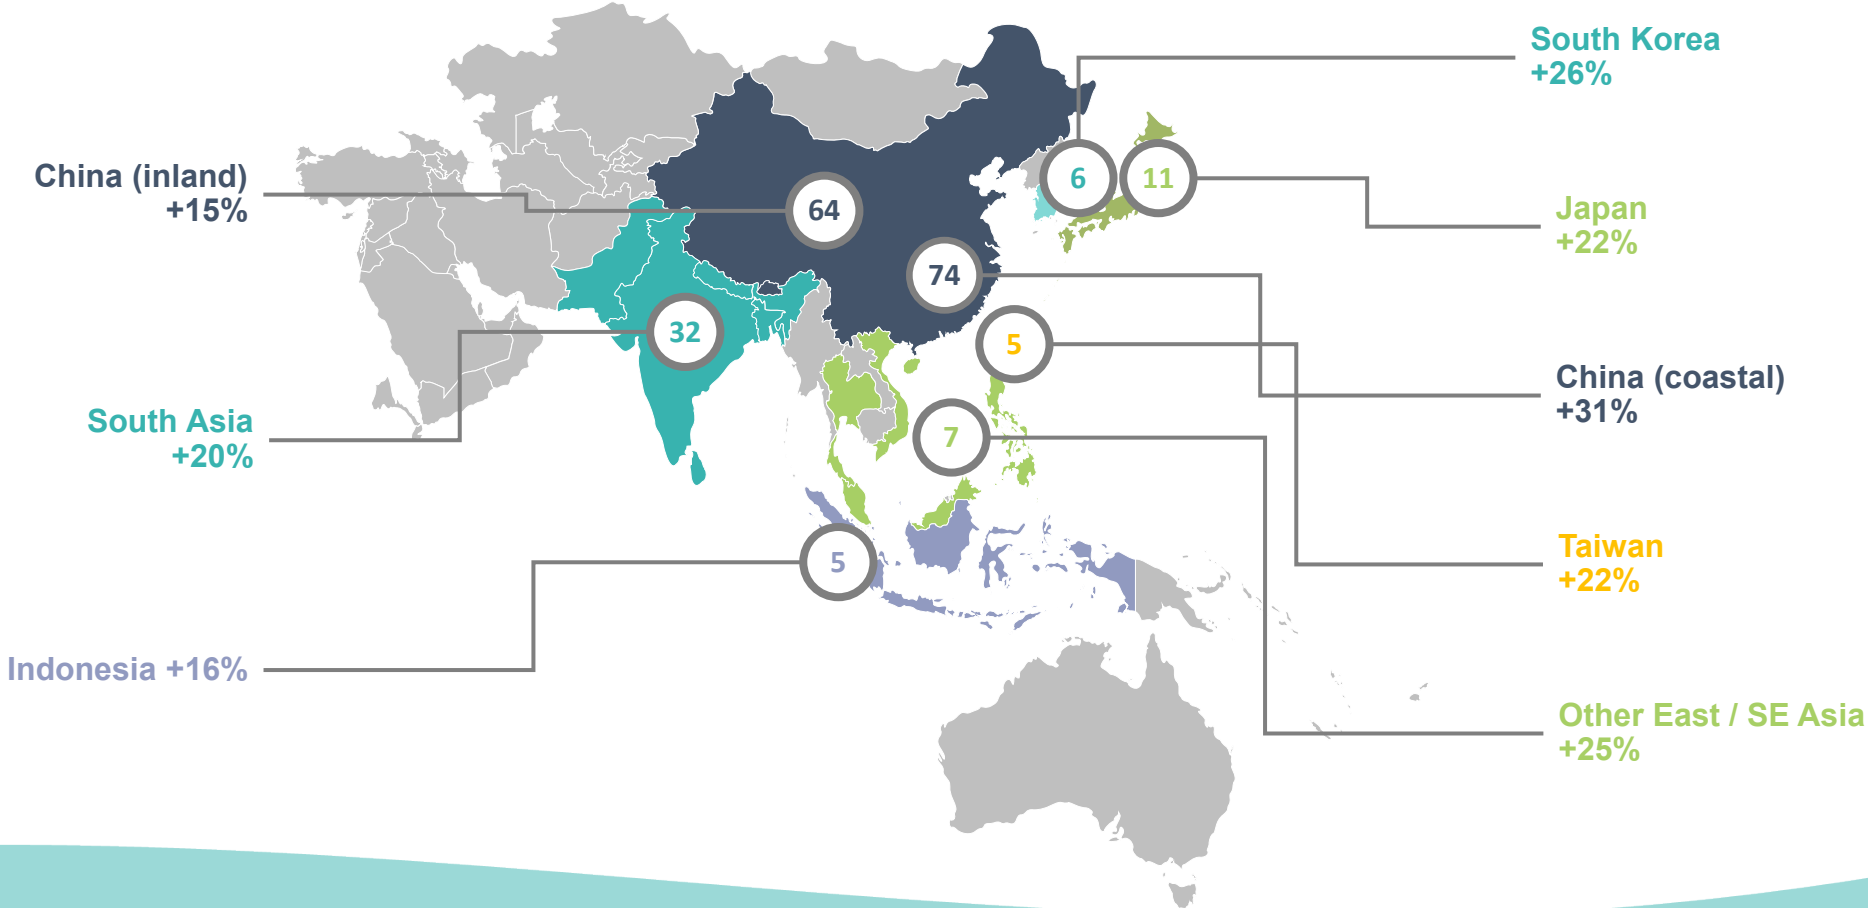 South Korea
+26%
China (inland)
+15%
64
6
11
Japan
+22%
74
32
5
China (coastal)
+31%
South Asia
+20%
7
5
Taiwan
+22%
Indonesia +16%
Other East / SE Asia
+25%